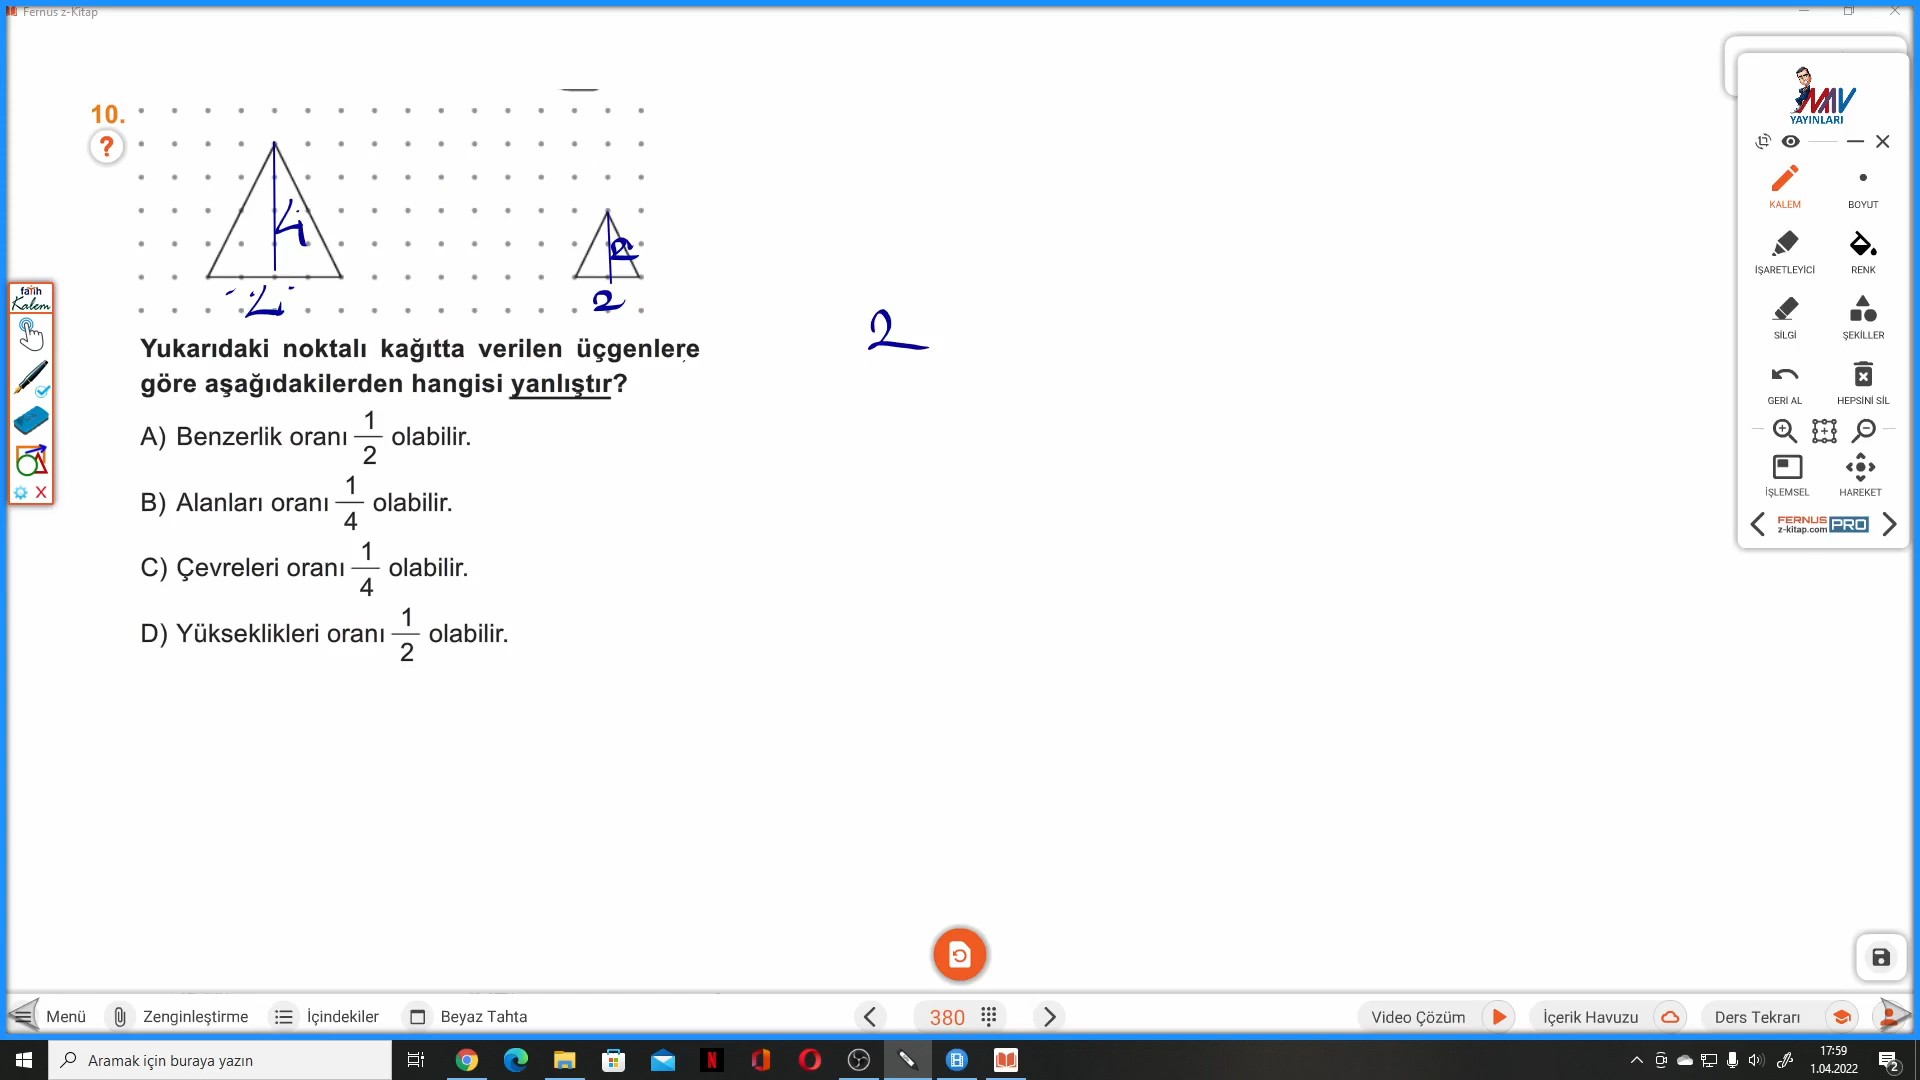 Fernus z-Kitap
10.
?
4
4
2
2
2
Yukarıdaki noktalı kağıtta verilen üçgenlere
göre aşağıdakilerden hangisi yanlıştır?
A) Benzerlik oranı 1/2 olabilir.
B) Alanları oranı 1/4 olabilir.
C) Çevreleri oranı 1/4 olabilir.
D) Yükseklikleri oranı 1/2 olabilir.
fatih
Kalem
X
MAV
YAYINLARI
KALEM
BOYUT
İŞARETLEYİCİ
RENK
SİLGİ
ŞEKİLLER
GERİ AL
HEPSİNİ SİL
İŞLEMSEL
HAREKET
FERNUS
z-kitap.com
PRO
Menü
Zenginleştirme
İçindekiler
Beyaz Tahta
380
Video Çözüm
İçerik Havuzu
Ders Tekrarı
Aramak için buraya yazın
17:59
1.04.2022
2